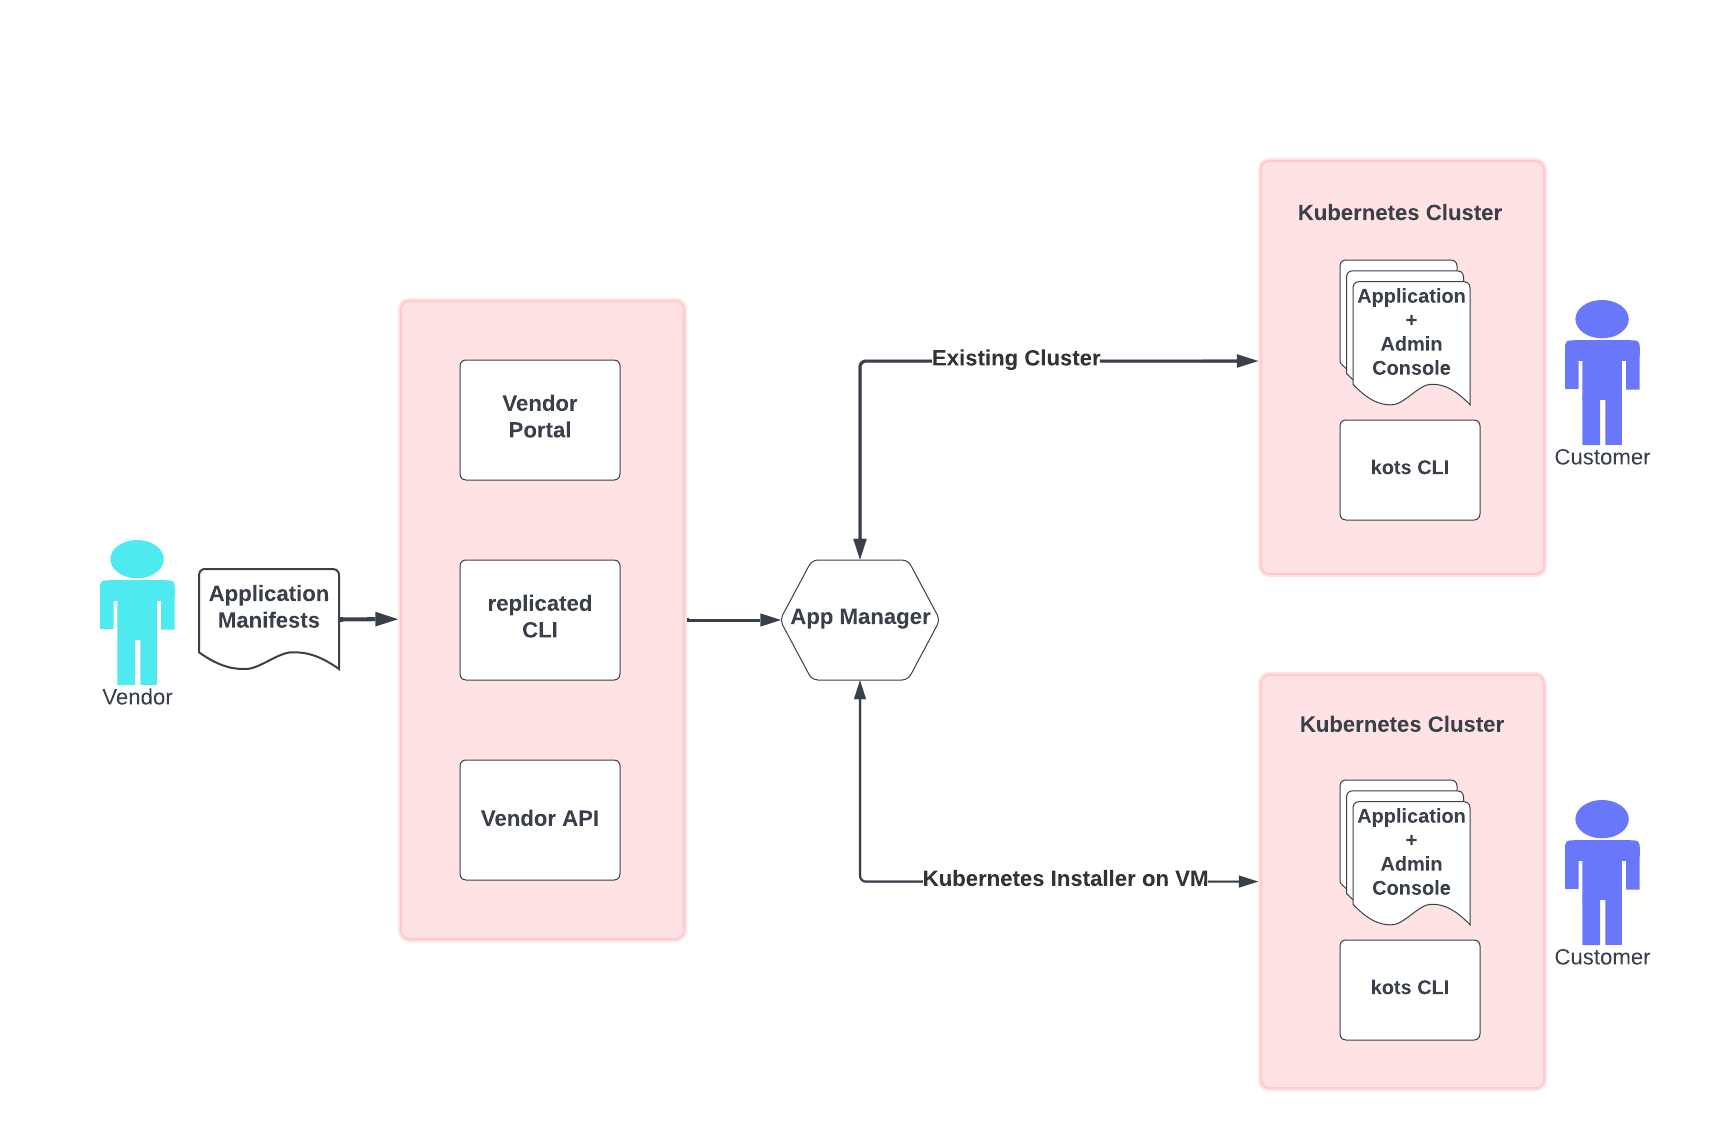 Vendor
Application
Manifests
Vendor
Portal
replicated
CLI
Vendor API
App Manager
Existing Cluster
Kubernetes Installer on VM
Kubernetes Cluster
Application
+
Admin
Console
kots CLI
Customer
Kubernetes Cluster
Application
+
Admin
Console
kots CLI
Customer